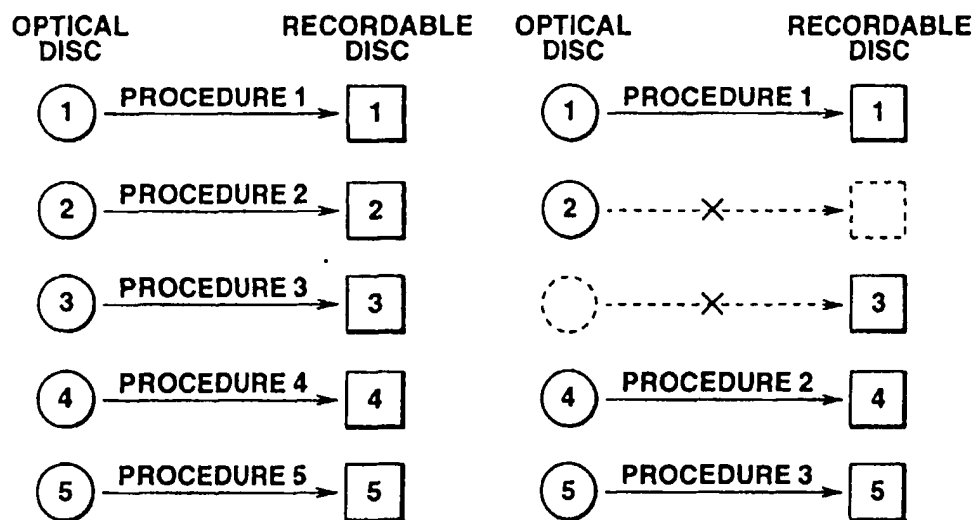 OPTICAL DISC RECORDABLE DISC
1 PROCEDURE 1 1
2 PROCEDURE 2 2
3 PROCEDURE 3 3
4 PROCEDURE 4 4
5 PROCEDURE 5 5
OPTICAL DISC RECORDABLE DISC
1 PROCEDURE 1 1
2
3
4 PROCEDURE 2 4
5 PROCEDURE 3 5